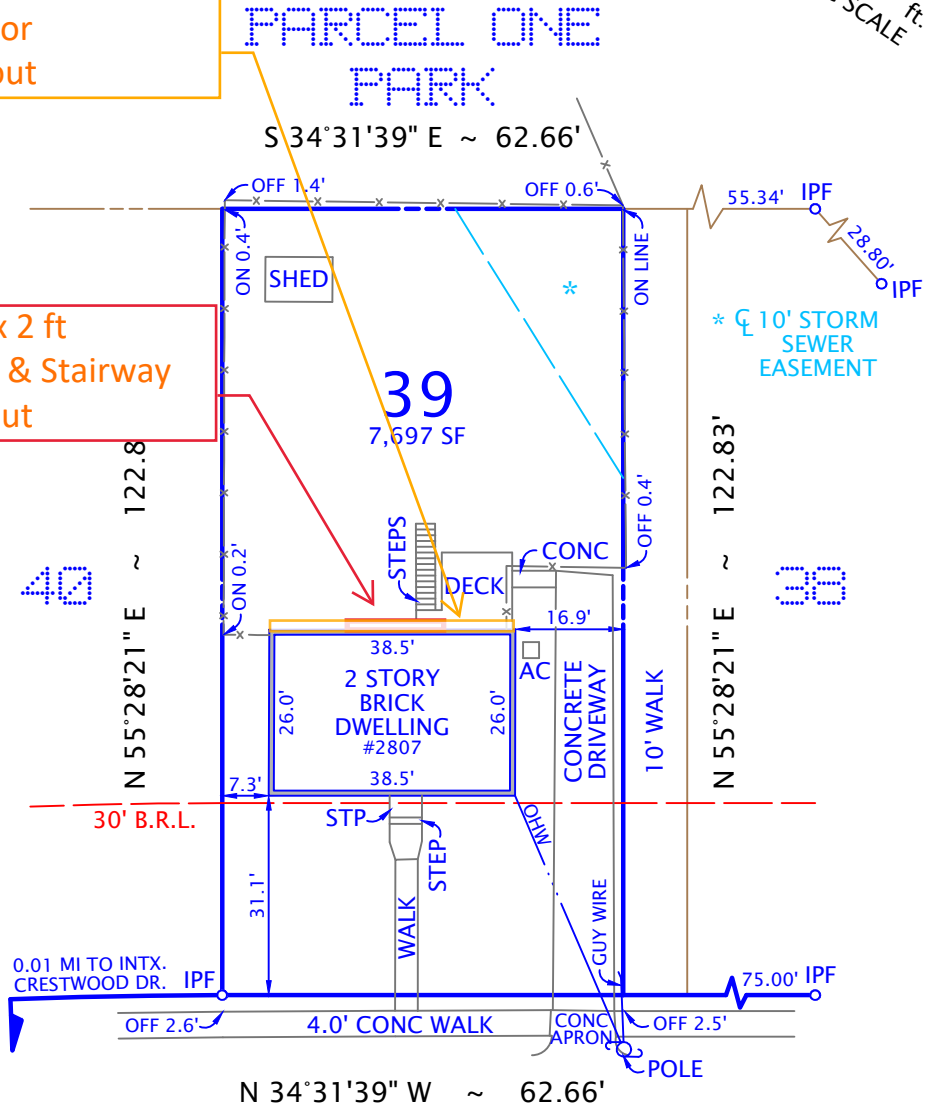 or
out
PARCEL ONE
PARK
ft.
SCALE
S 34°31'39" E ~ 62.66'
OFF 1.4'
OFF 0.6'
55.34'
IPF
28.80'
IPF
ON 0.4'
SHED
ON LINE
*
* ℄ 10' STORM
SEWER
EASEMENT
x 2 ft
& Stairway
out
39
7,697 SF
N 55°28'21" E ~ 122.8
N 55°28'21" E ~ 122.83'
OFF 0.4'
40
38
ON 0.2'
STEPS
DECK
CONC
16.9'
38.5'
AC
2 STORY
BRICK
DWELLING
#2807
26.0'
26.0'
38.5'
CONCRETE
DRIVEWAY
10' WALK
7.3'
30' B.R.L.
STP
STEP
OHW
31.1'
WALK
GUY WIRE
0.01 MI TO INTX.
CRESTWOOD DR.
IPF
75.00'
IPF
OFF 2.6'
4.0' CONC WALK
CONC
APRON
OFF 2.5'
POLE
N 34°31'39" W ~ 62.66'